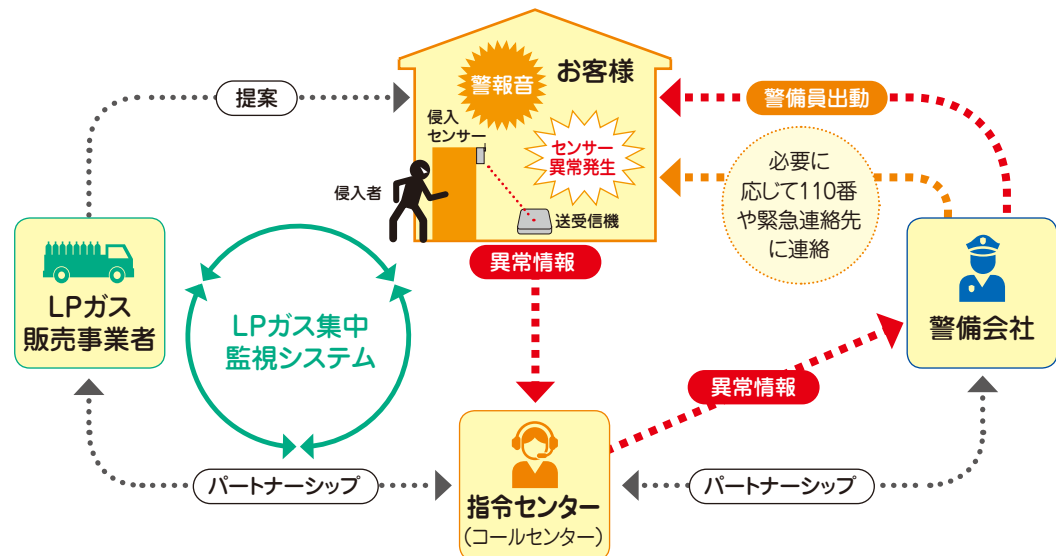 提案
警報音
お客様
警備員出動
侵入
センサー
センサー
異常発生
侵入者
送受信機
必要に
応じて110番
や緊急連絡先
に連絡
異常情報
LPガス
販売事業者
LPガス集中
監視システム
警備会社
異常情報
パートナーシップ
指令センター
(コールセンター)
パートナーシップ